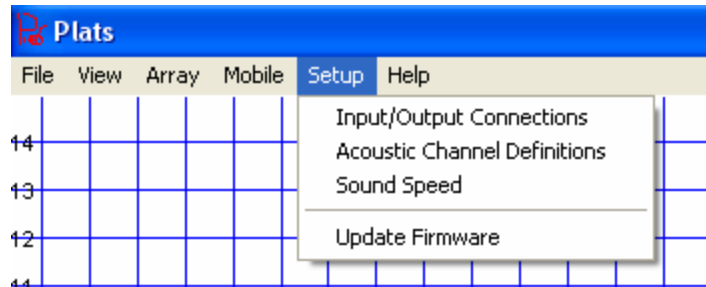 Plats
File View Array Mobile Setup Help
Input/Output Connections
14
Acoustic Channel Definitions
Sound Speed
13
Update Firmware
12